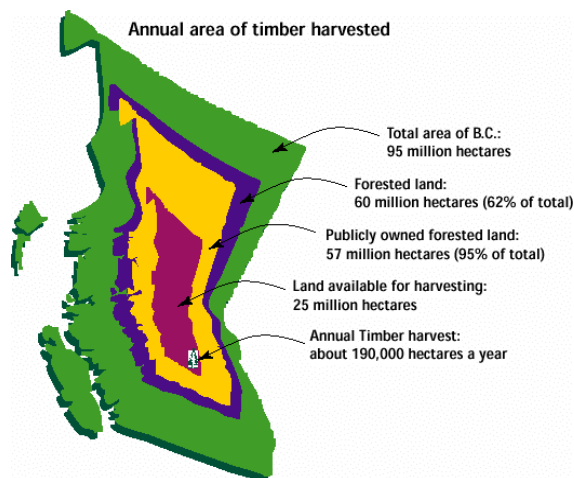 Annual area of timber harvested
Total area of B.C.:
95 million hectares
Forested land:
60 million hectares (62% of total)
Publicly owned forested land:
57 million hectares (95% of total)
Land available for harvesting:
25 million hectares
Annual Timber harvest:
about 190,000 hectares a year